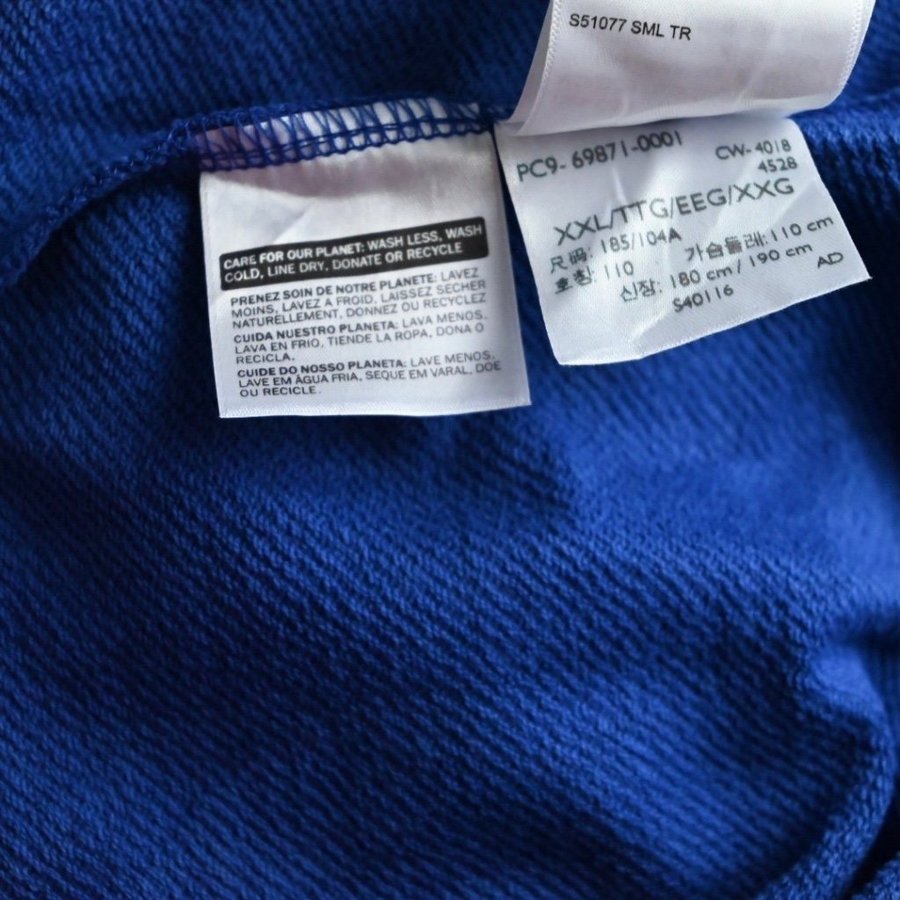 S51077 SML TR
PC9-69871-0001
CW-4018
4528
XXL/TTG/EEG/XXG
尺码: 185/104A 가슴둘레: 110 cm
호칭: 110 신장: 180 cm / 190 cm
S40116 AD
CARE FOR OUR PLANET: WASH LESS, WASH
COLD, LINE DRY, DONATE OR RECYCLE
PRENEZ SOIN DE NOTRE PLANETE: LAVEZ
MOINS, LAVEZ A FROID, LAISSEZ SECHER
NATURELLEMENT, DONNEZ OU RECYCLEZ
CUIDA NUESTRO PLANETA: LAVA MENOS,
LAVA EN FRIO, TIENDE LA ROPA, DONA O
RECICLA.
CUIDE DO NOSSO PLANETA: LAVE MENOS,
LAVE EM ÁGUA FRIA, SEQUE EM VARAL, DOE
OU RECICLE.